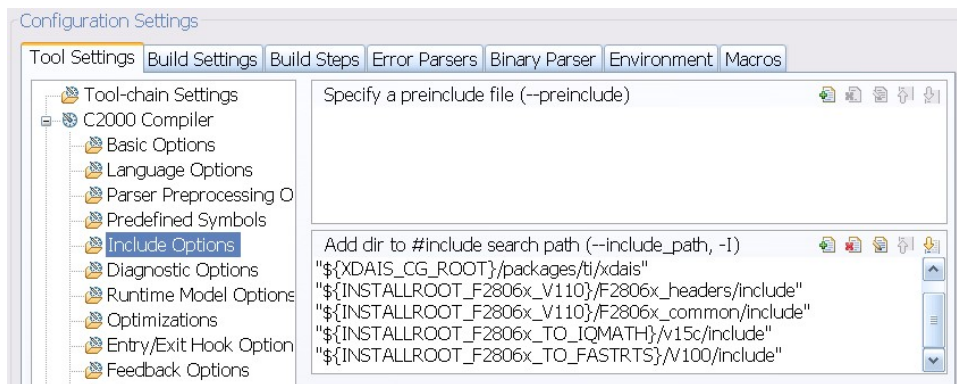 Configuration Settings
Tool Settings Build Settings Build Steps Error Parsers Binary Parser Environment Macros
Tool-chain Settings
C2000 Compiler
Basic Options
Language Options
Parser Preprocessing O
Predefined Symbols
Include Options
Diagnostic Options
Runtime Model Options
Optimizations
Entry/Exit Hook Option
Feedback Options
Specify a preinclude file (--preinclude)
Add dir to #include search path (--include_path, -I)
"${XDAIS_CG_ROOT}/packages/ti/xdais"
"${INSTALLROOT_F2806x_V110}/F2806x_headers/include"
"${INSTALLROOT_F2806x_V110}/F2806x_common/include"
"${INSTALLROOT_F2806x_TO_IQMATH}/v15c/include"
"${INSTALLROOT_F2806x_TO_FASTRTS}/V100/include"